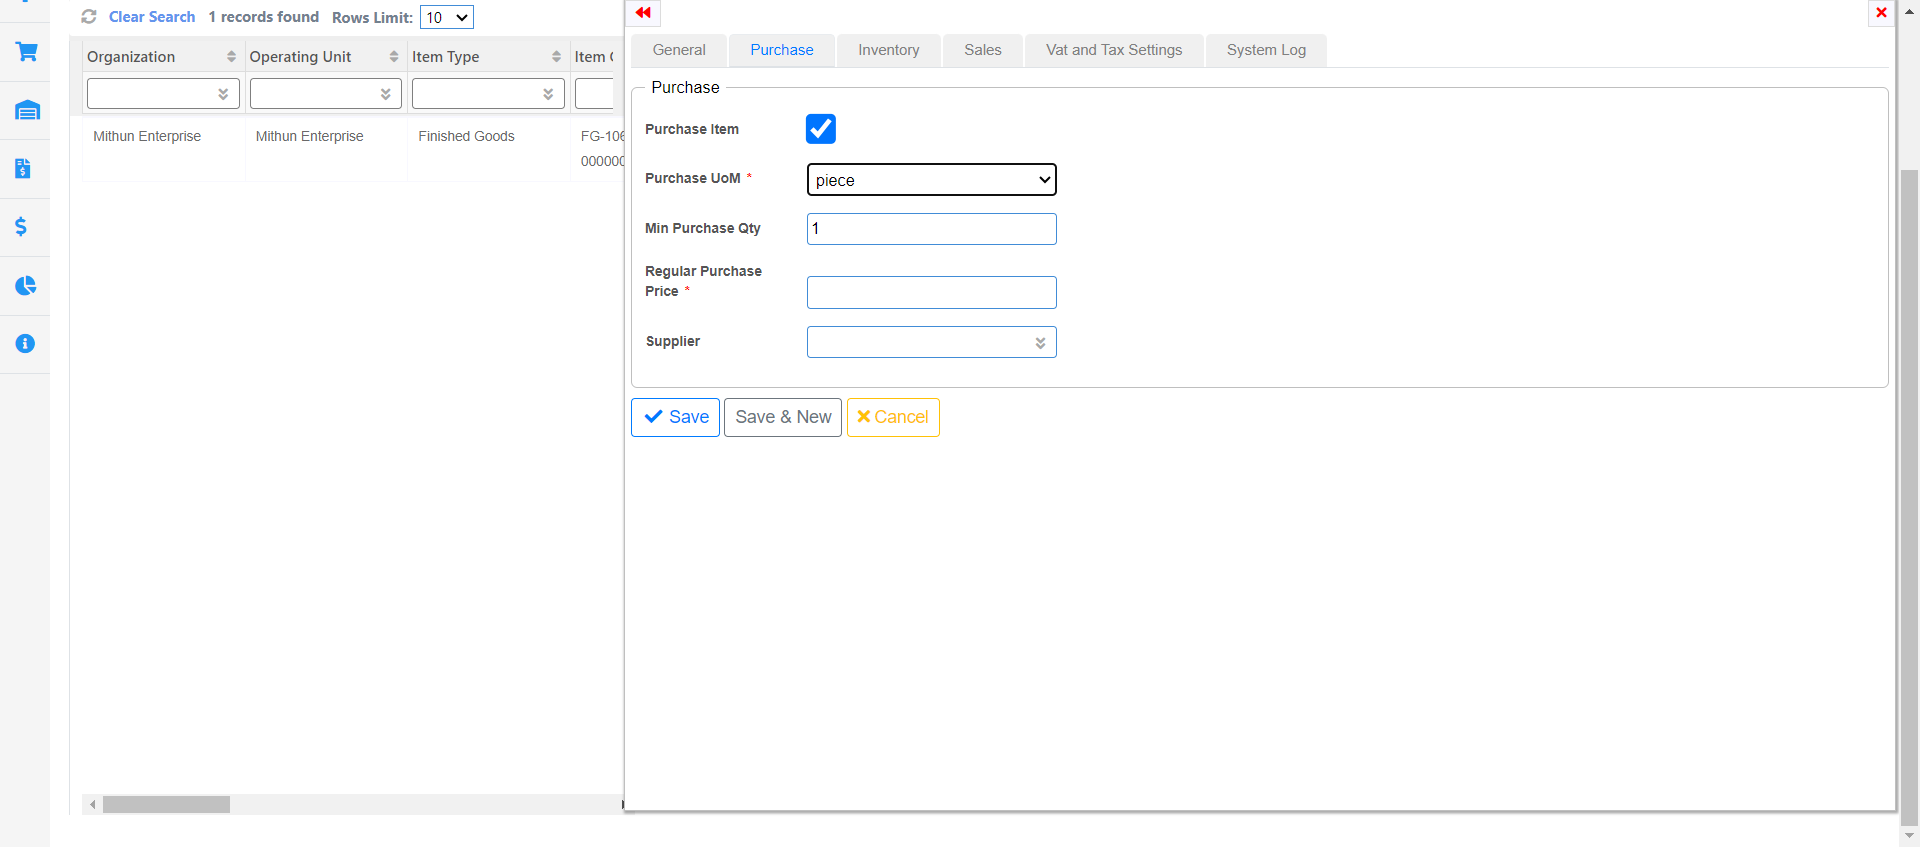 Clear Search 1 records found Rows Limit: 10
Organization Operating Unit Item Type Item
Mithun Enterprise Mithun Enterprise Finished Goods FG-106
000000
General Purchase Inventory Sales Vat and Tax Settings System Log
Purchase
Purchase Item
Purchase UoM * piece
Min Purchase Qty 1
Regular Purchase
Price *
Supplier
Save Save & New Cancel